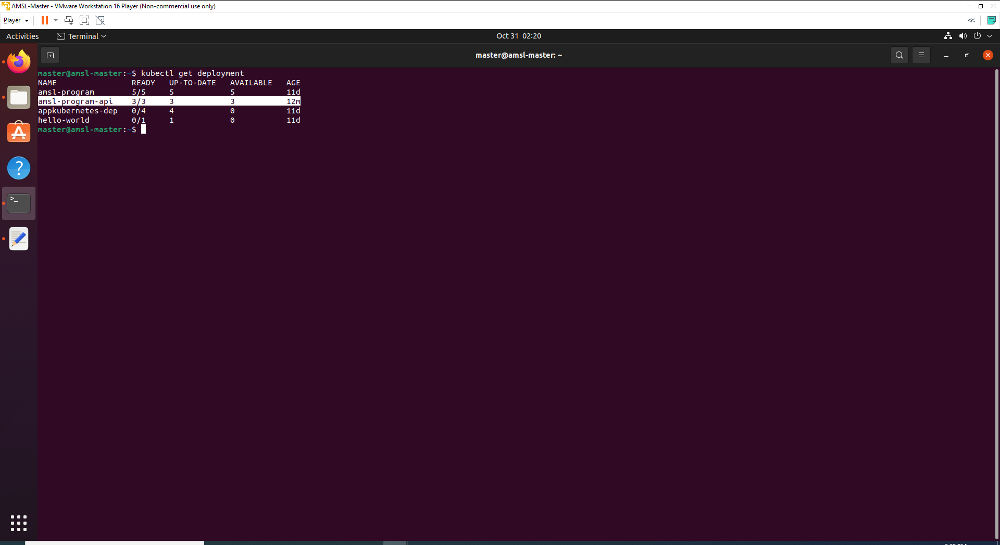 AMSL-Master - VMware Workstation 16 Player (Non-commercial use only)
Player
Activities Terminal Oct 31 02:20
master@amsl-master: ~
master@amsl-master:~$ kubectl get deployment
NAME READY UP-TO-DATE AVAILABLE AGE
amsl-program 5/5 5 5 11d
amsl-program-api 3/3 3 3 12m
appkubernetes-dep 0/4 4 0 11d
hello-world 0/1 1 0 11d
master@amsl-master:~$